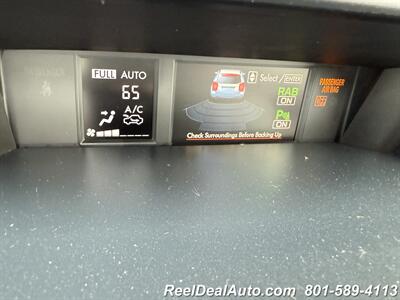 PASSENGER
FULL AUTO
65
A/C
Select / ENTER
RAB
ON
P
ON
Check Surroundings Before Backing Up
PASSENGER
AIR BAG
OFF
ReelDealAuto.com 801-589-4113